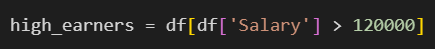 high_earners = df[df['Salary'] > 120000]